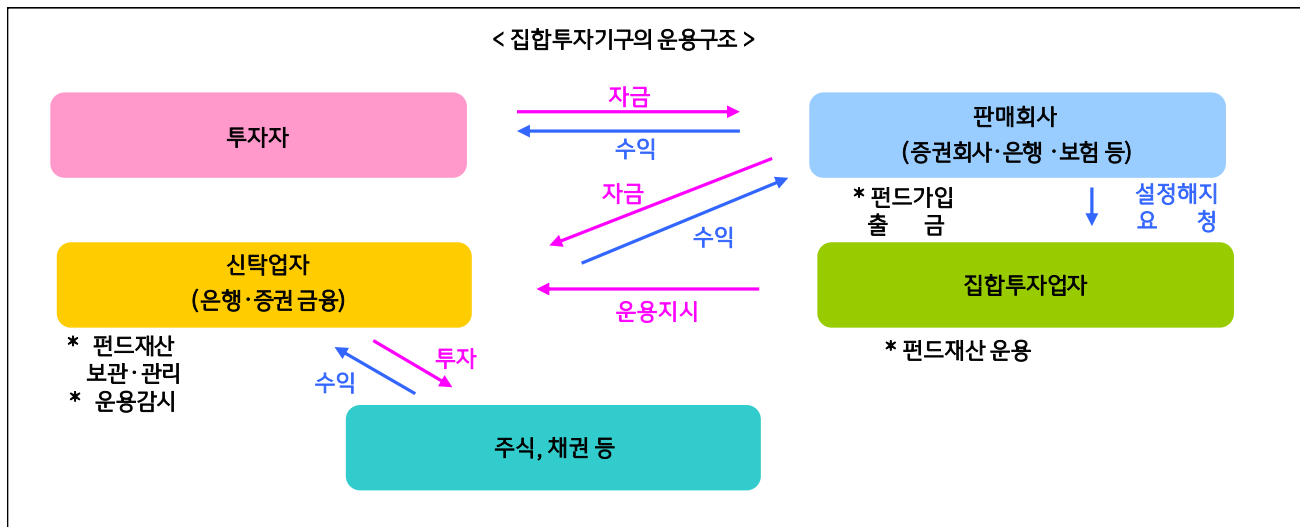 < 집합투자기구의 운용구조 >
투자자
자금
수익
판매회사
(증권회사·은행 ·보험 등)
* 펀드가입
출 금
설정해지
요 청
자금
수익
신탁업자
(은행·증권 금융)
운용지시
집합투자업자
* 펀드재산
보관·관리
* 운용감시
* 펀드재산 운용
투자
수익
주식, 채권 등